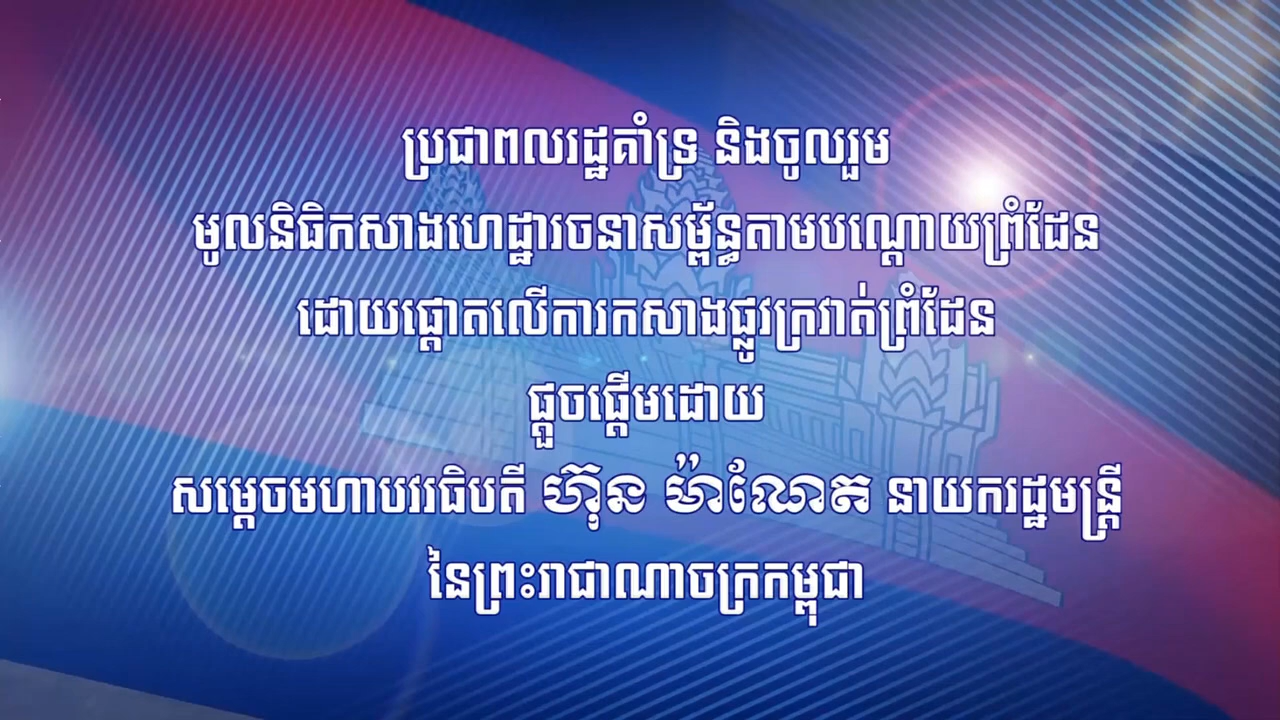 ប្រជាពលរដ្ឋគាំទ្រ និងចូលរួម
មូលនិធិកសាងហេដ្ឋារចនាសម្ព័ន្ធតាមបណ្តោយព្រំដែន
ដោយផ្តោតលើការកសាងផ្លូវក្រវាត់ព្រំដែន
ផ្តួចផ្តើមដោយ
សម្តេចមហាបវរធិបតី ហ៊ុន ម៉ាណែត នាយករដ្ឋមន្ត្រី
នៃព្រះរាជាណាចក្រកម្ពុជា